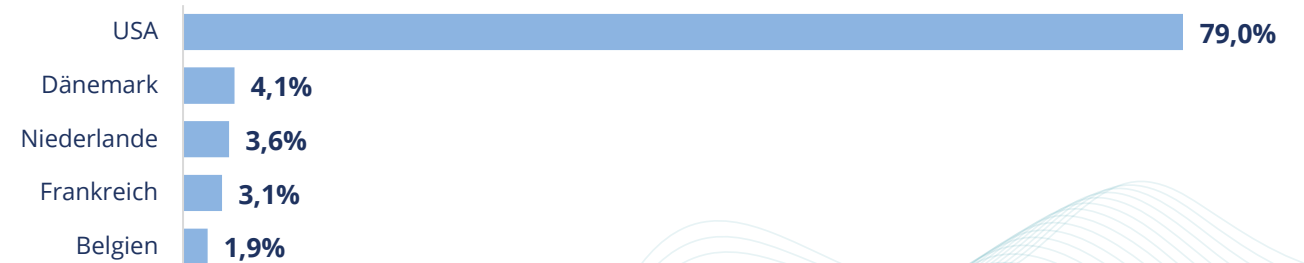 USA 79,0%
Dänemark 4,1%
Niederlande 3,6%
Frankreich 3,1%
Belgien 1,9%